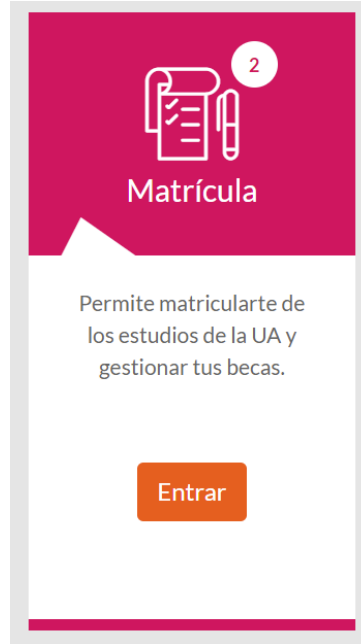 2
Matrícula
Permite matricularte de
los estudios de la UA y
gestionar tus becas.
Entrar